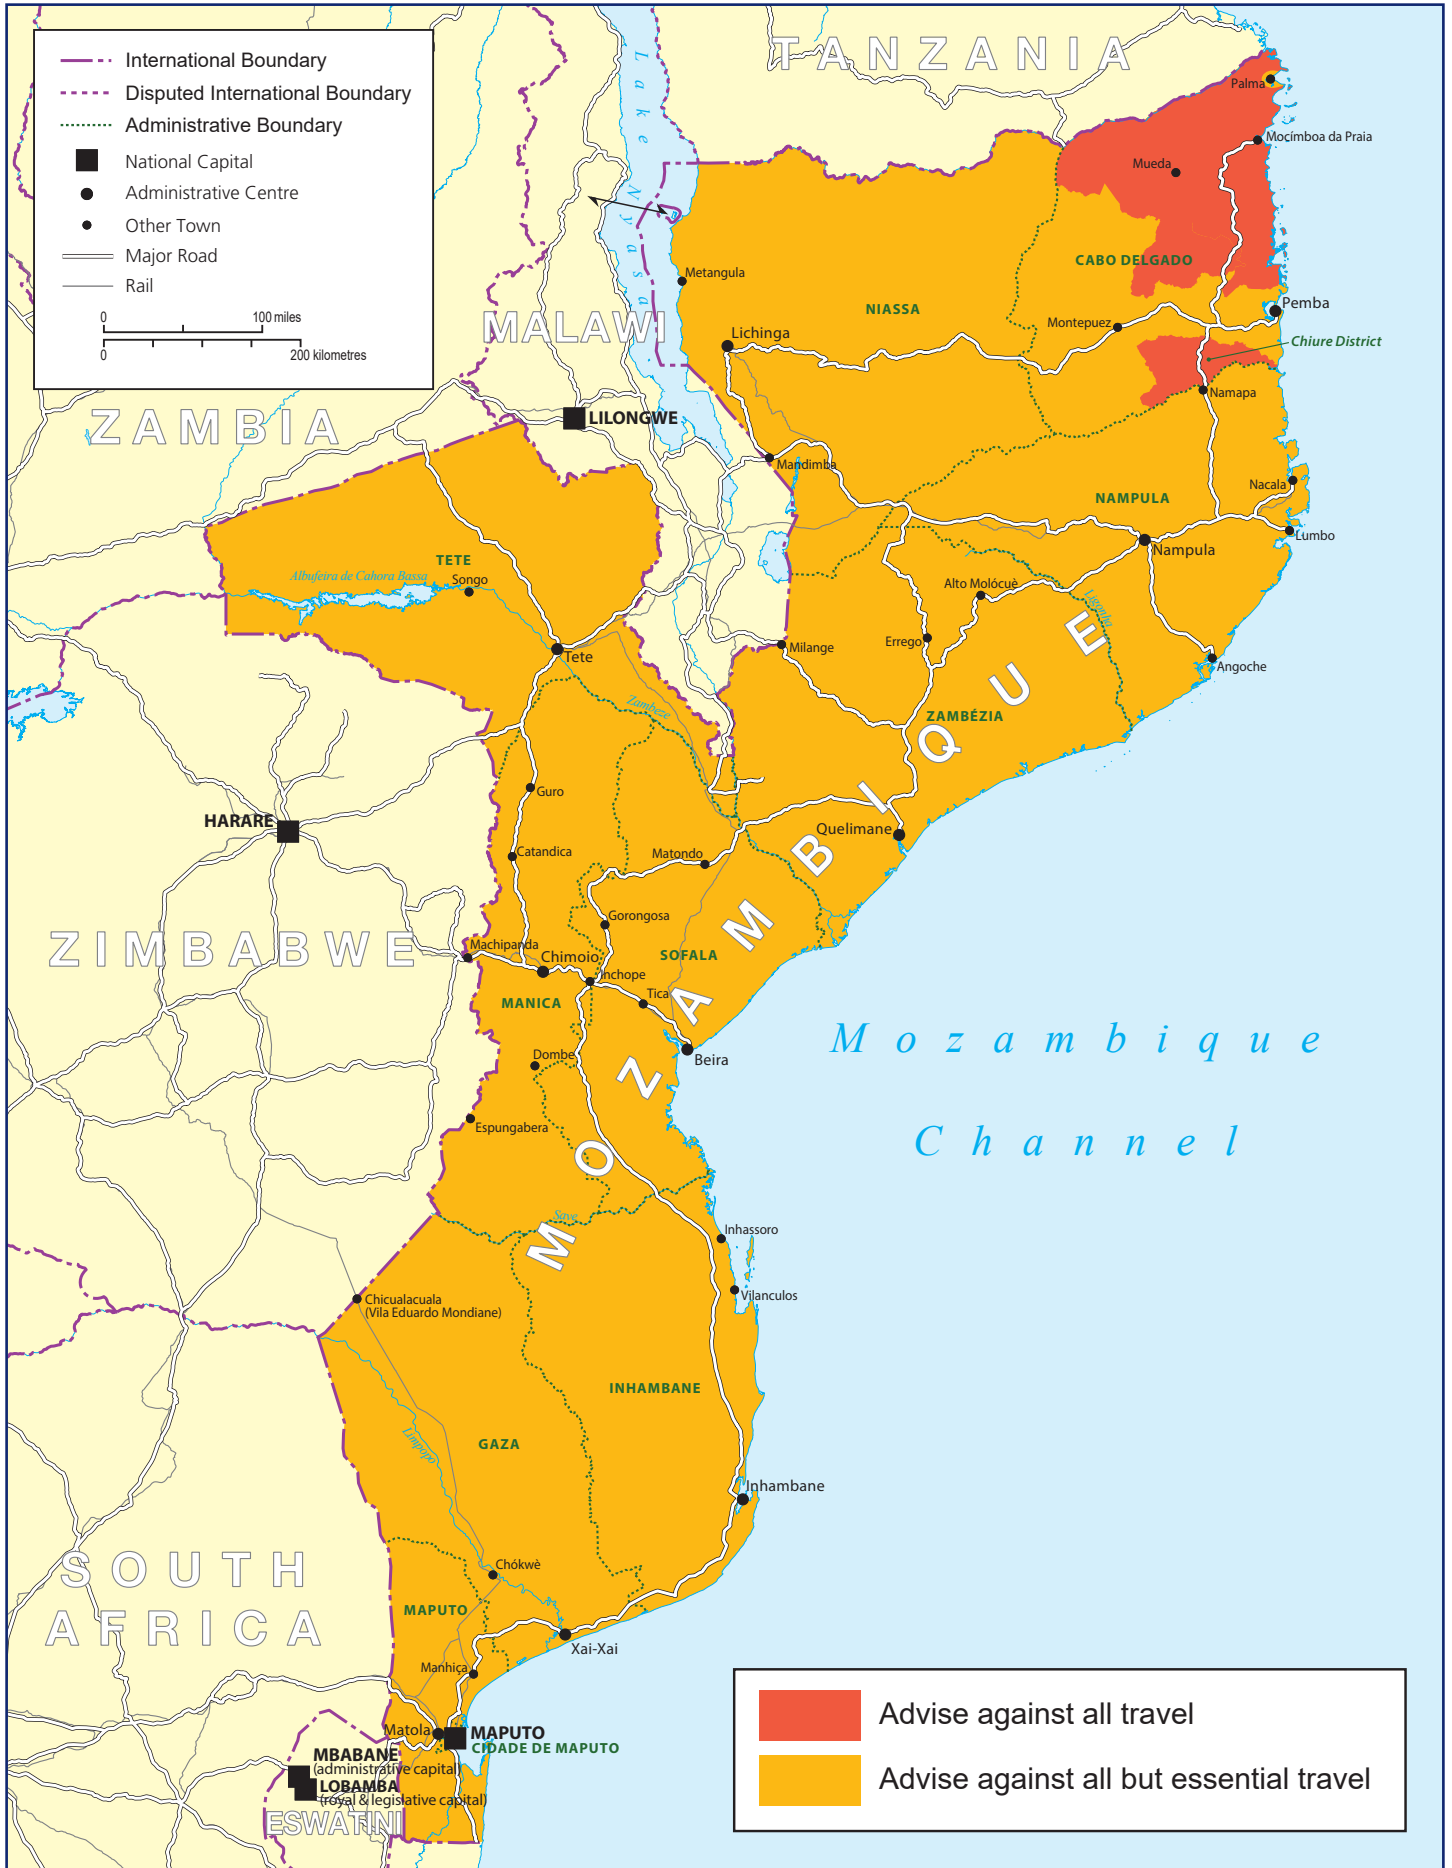 International Boundary
Disputed International Boundary
Administrative Boundary
National Capital
Administrative Centre
Other Town
Major Road
Rail
0 100 miles
0 200 kilometres
TANZANIA
Lake Nyasa
Palma
Moçímboa da Praia
Mueda
CABO DELGADO
Metangula
NIASSA
Pemba
Montepuez
MALAWI
Lichinga
Chiure District
Namapa
ZAMBIA
LILONGWE
Mandimba
Nacala
NAMPULA
Lumbo
Nampula
TETE
Albufeira de Cahora Bassa
Songo
Alto Molócuè
Ligonha
Errego
Milange
Tete
Angoche
Zambeze
ZAMBÉZIA
MOZAMBIQUE
Guro
HARARE
Quelimane
Catandica
Matondo
Gorongosa
ZIMBABWE
Machipanda
Chimoio
SOFALA
Inchope
MANICA
Tica
Mozambique
Channel
Dombe
Beira
Espungabera
Save
Inhassoro
Vilanculos
Chicualacuala
(Vila Eduardo Mondiane)
INHAMBANE
GAZA
Limpopo
Inhambane
SOUTH
AFRICA
Chókwè
MAPUTO
Xai-Xai
Manhiça
Matola
MAPUTO
CIDADE DE MAPUTO
MBABANE
(administrative capital)
LOBAMBA
(royal & legislative capital)
ESWATINI
Advise against all travel
Advise against all but essential travel